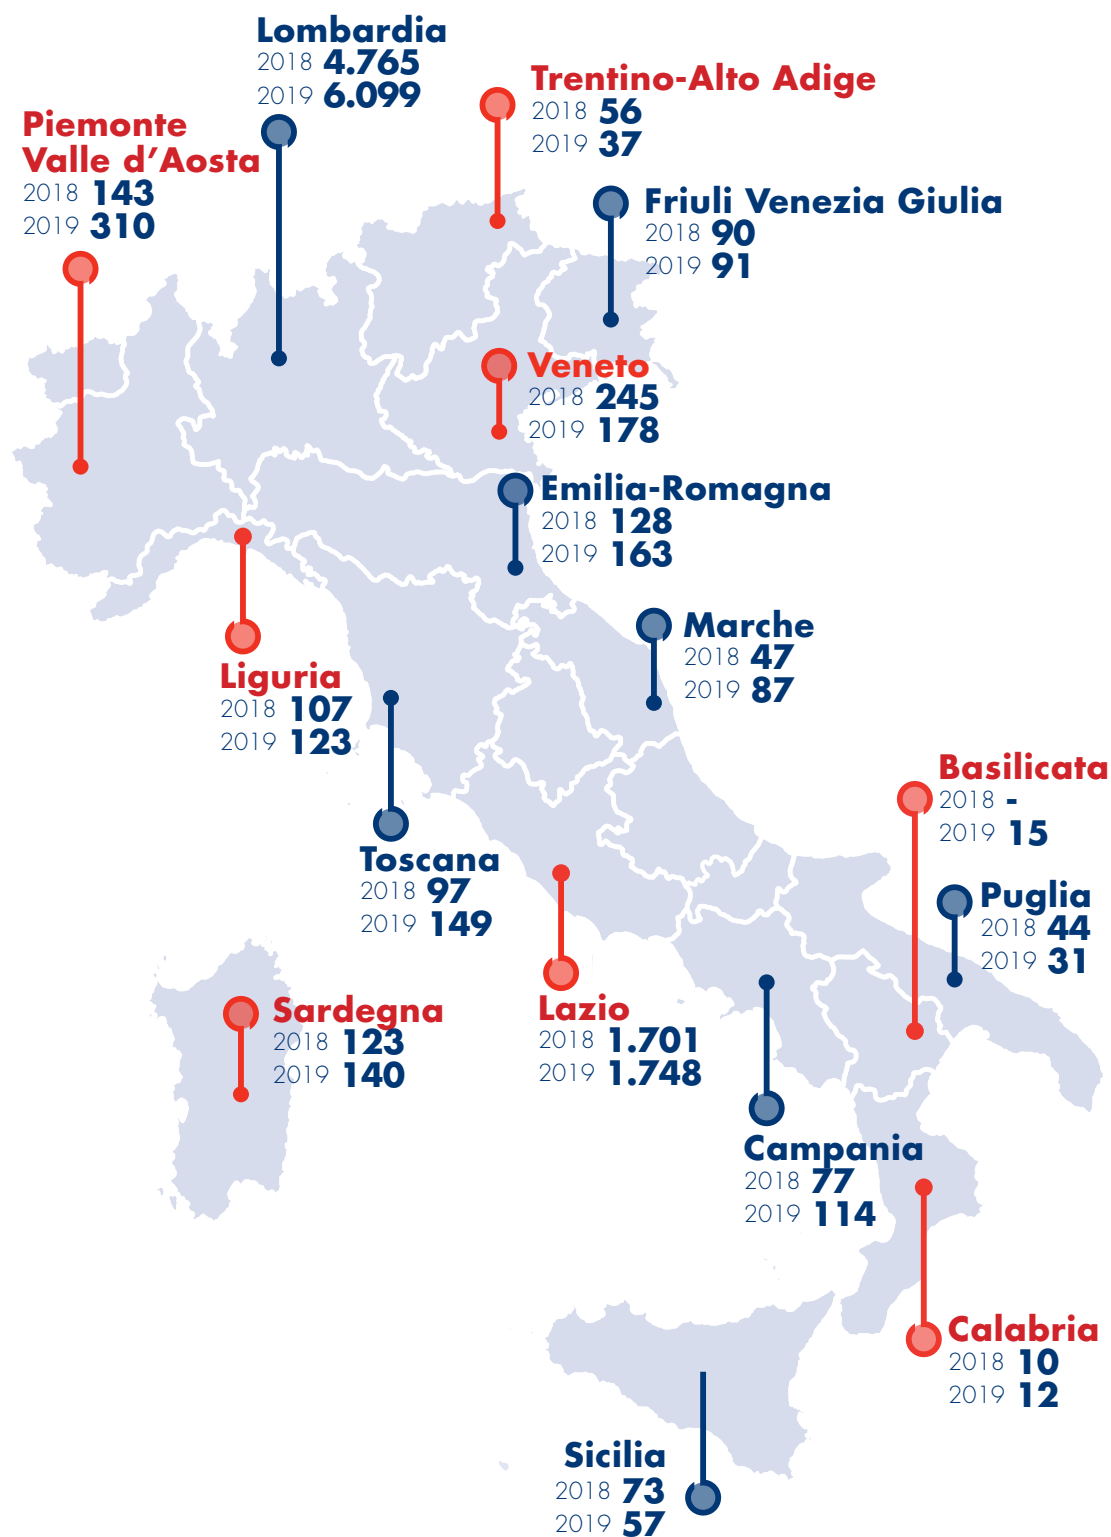 Lombardia
2018 4.765
2019 6.099
Trentino-Alto Adige
2018 56
2019 37
Piemonte
Valle d’Aosta
2018 143
2019 310
Friuli Venezia Giulia
2018 90
2019 91
Veneto
2018 245
2019 178
Emilia-Romagna
2018 128
2019 163
Marche
2018 47
2019 87
Liguria
2018 107
2019 123
Basilicata
2018 -
2019 15
Toscana
2018 97
2019 149
Puglia
2018 44
2019 31
Sardegna
2018 123
2019 140
Lazio
2018 1.701
2019 1.748
Campania
2018 77
2019 114
Calabria
2018 10
2019 12
Sicilia
2018 73
2019 57